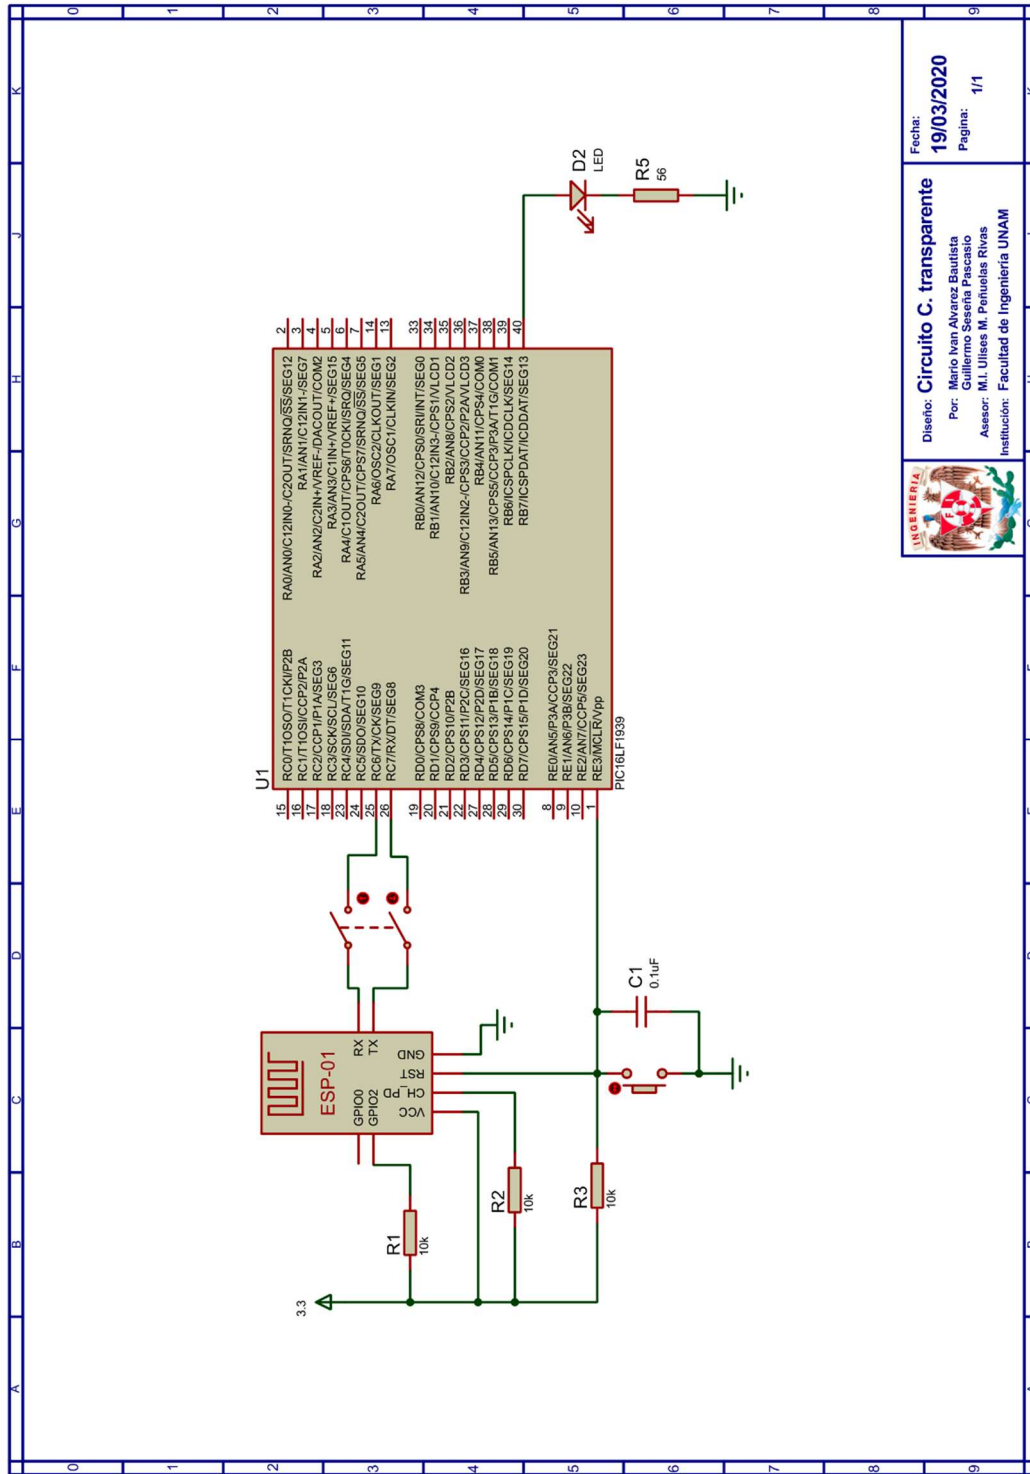 A
B
C
D
E
F
G
H
J
K
0
1
2
3
4
5
6
7
8
9
3.3
R1
10k
R2
10k
R3
10k
ESP-01
GPIO0
GPIO2
RX
TX
VCC
CH_PD
RST
GND
C1
0.1uF
U1
15 RC0/T1OSO/T1CKI/P2B
16 RC1/T1OSI/CCP2/P2A
17 RC2/CCP1/P1A/SEG3
18 RC3/SCK/SCL/SEG6
23 RC4/SDI/SDA/T1G/SEG11
24 RC5/SDO/SEG10
25 RC6/TX/CK/SEG9
26 RC7/RX/DT/SEG8
19 RD0/CPS8/COM3
20 RD1/CPS9/CCP4
21 RD2/CPS10/P2B
22 RD3/CPS11/P2C/SEG16
27 RD4/CPS12/P2D/SEG17
28 RD5/CPS13/P1B/SEG18
29 RD6/CPS14/P1C/SEG19
30 RD7/CPS15/P1D/SEG20
8 RE0/AN5/P3A/CCP3/SEG21
9 RE1/AN6/P3B/SEG22
10 RE2/AN7/CCP5/SEG23
1 RE3/MCLR/Vpp
RA0/AN0/C12IN0-/C2OUT/SRNQ/SS/SEG12 2
RA1/AN1/C12IN1-/SEG7 3
RA2/AN2/C2IN+/VREF-/DACOUT/COM2 4
RA3/AN3/C1IN+/VREF+/SEG15 5
RA4/C1OUT/CPS6/T0CKI/SRQ/SEG4 6
RA5/AN4/C2OUT/CPS7/SRNQ/SS/SEG5 7
RA6/OSC2/CLKOUT/SEG1 14
RA7/OSC1/CLKIN/SEG2 13
RB0/AN12/CPS0/SRI/INT/SEG0 33
RB1/AN10/C12IN3-/CPS1/VLCD1 34
RB2/AN8/CPS2/VLCD2 35
RB3/AN9/C12IN2-/CPS3/CCP2/P2A/VLCD3 36
RB4/AN11/CPS4/COM0 37
RB5/AN13/CPS5/CCP3/P3A/T1G/COM1 38
RB6/ICSPCLK/ICDCLK/SEG14 39
RB7/ICSPDAT/ICDDAT/SEG13 40
PIC16LF1939
D2
LED
R5
56
INGENIERIA
Diseño: Circuito C. transparente
Por: Mario Ivan Alvarez Bautista
Guillermo Seseña Pascasio
Asesor: M.I. Ulises M. Peñuelas Rivas
Institución: Facultad de Ingeniería UNAM
Fecha:
19/03/2020
Pagina: 1/1
0
1
2
3
4
5
6
7
8
9
A
B
C
D
E
F
G
H
J
K